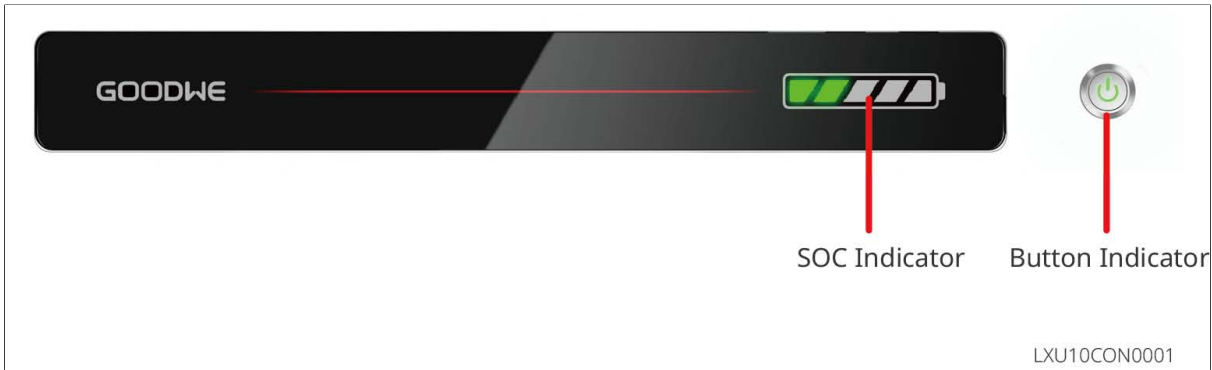 GOODWE
SOC Indicator
Button Indicator
LXU10CON0001